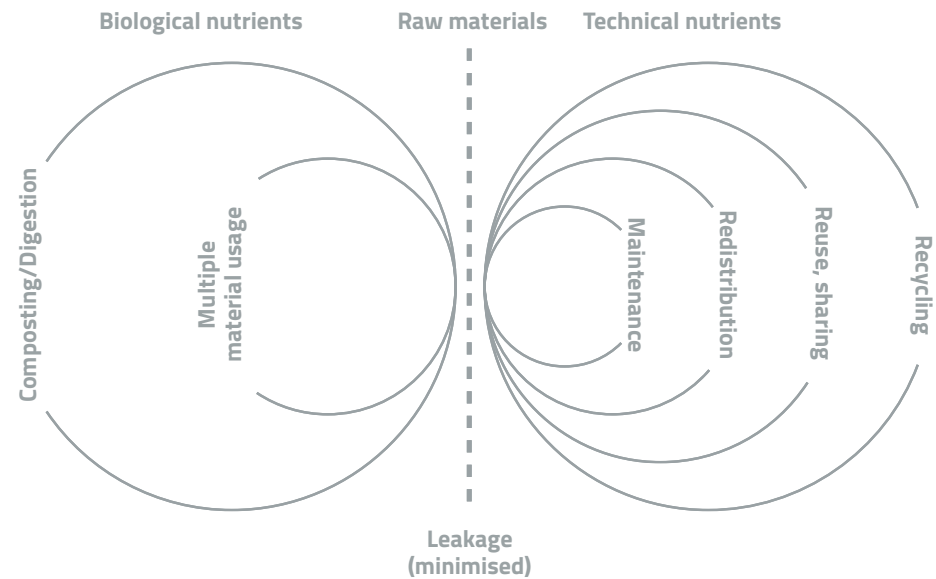 Biological nutrients
Raw materials
Technical nutrients
Composting/Digestion
Multiple
material usage
Maintenance
Redistribution
Reuse, sharing
Recycling
Leakage
(minimised)